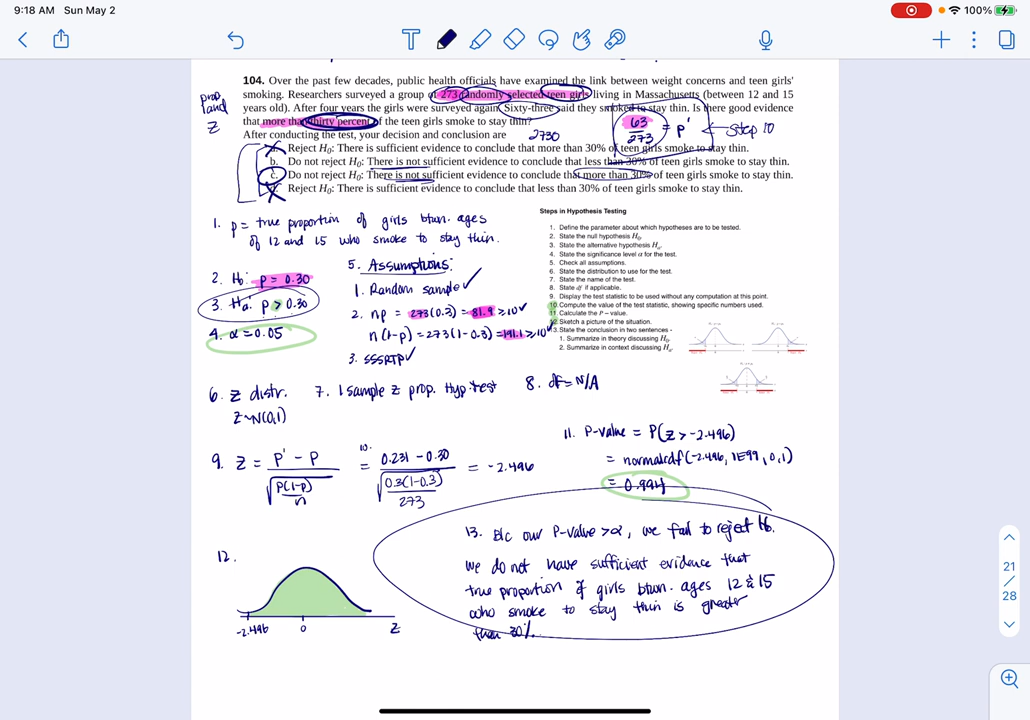 9:18 AM Sun May 2
100%
104. Over the past few decades, public health officials have examined the link between weight concerns and teen girls'
smoking. Researchers surveyed a group of 273 randomly selected teen girls living in Massachusetts (between 12 and 15
years old). After four years the girls were surveyed again. Sixty-three said they smoked to stay thin. Is there good evidence
that more than thirty percent of the teen girls smoke to stay thin?
After conducting the test, your decision and conclusion are
a. Reject H0: There is sufficient evidence to conclude that more than 30% of teen girls smoke to stay thin.
b. Do not reject H0: There is not sufficient evidence to conclude that less than 30% of teen girls smoke to stay thin.
c. Do not reject H0: There is not sufficient evidence to conclude that more than 30% of teen girls smoke to stay thin.
Reject H0: There is sufficient evidence to conclude that less than 30% of teen girls smoke to stay thin.
prop
Z
2730
63/273 = p' ← Step 10
1. p = true proportion of girls btwn. ages
of 12 and 15 who smoke to stay thin.
2. H0: p = 0.30
3. Ha: p > 0.30
4. α = 0.05
5. Assumptions:
1. Random sample ✓
2. np = 273(0.3) = 81.9 > 10 ✓
n(1-p) = 273(1-0.3) = 191.1 ≥ 10 ✓
3. SSSRTP ✓
Steps in Hypothesis Testing
1. Define the parameter about which hypotheses are to be tested.
2. State the null hypothesis H0.
3. State the alternative hypothesis Ha.
4. State the significance level α for the test.
5. Check all assumptions.
6. State the distribution to use for the test.
7. State the name of the test.
8. State df if applicable.
9. Display the test statistic to be used without any computation at this point.
10. Compute the value of the test statistic, showing specific numbers used.
11. Calculate the P – value.
12. Sketch a picture of the situation.
13. State the conclusion in two sentences -
1. Summarize in theory discussing H0.
2. Summarize in context discussing Ha.
6. Z distr.
Z~N(0,1)
7. 1 sample Z prop. Hyp. test
8. df = N/A
9. Z = (p' - p) / √(p(1-p)/n)
10. = (0.231 - 0.30) / √(0.3(1-0.3)/273) = -2.496
11. P-value = P(Z > -2.496)
= normalcdf(-2.496, 1E99, 0, 1)
= 0.994
12.
-2.496 0 Z
13. B/c our P-value > α, we fail to reject H0.
We do not have sufficient evidence that
true proportion of girls btwn. ages 12 & 15
who smoke to stay thin is greater
than 30%.
21
/
28